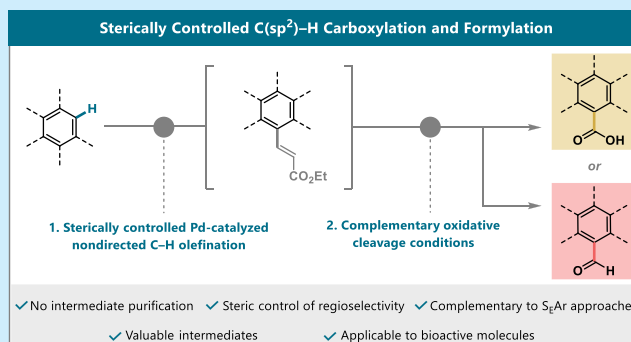 Sterically Controlled C(sp²)–H Carboxylation and Formylation
H
CO₂Et
O OH
or
O H
1. Sterically controlled Pd-catalyzed
nondirected C–H olefination
2. Complementary oxidative
cleavage conditions
✓ No intermediate purification ✓ Steric control of regioselectivity ✓ Complementary to SEAr approache
✓ Valuable intermediates ✓ Applicable to bioactive molecules